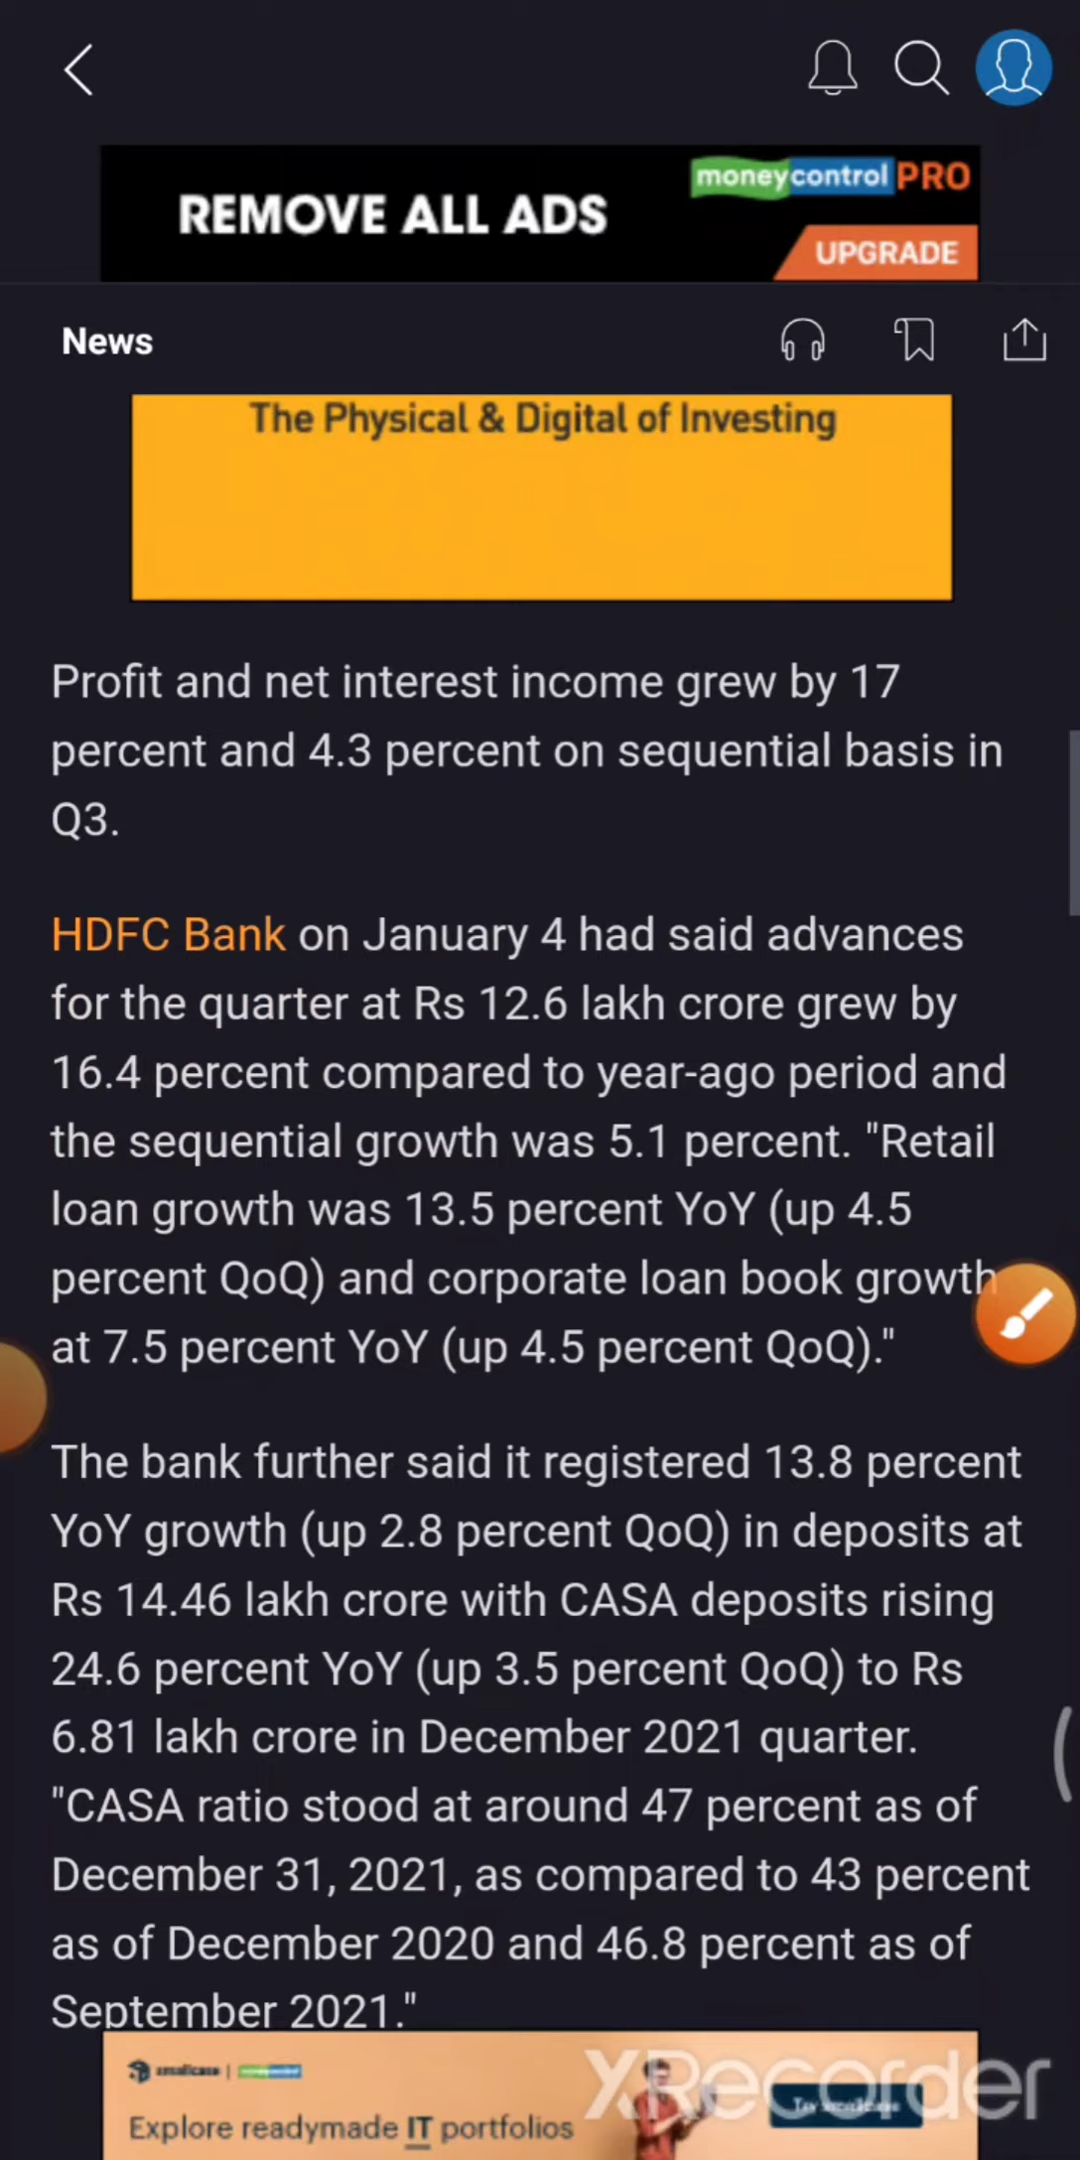 REMOVE ALL ADS
moneycontrol PRO
UPGRADE
News
The Physical & Digital of Investing
Profit and net interest income grew by 17
percent and 4.3 percent on sequential basis in
Q3.
HDFC Bank on January 4 had said advances
for the quarter at Rs 12.6 lakh crore grew by
16.4 percent compared to year-ago period and
the sequential growth was 5.1 percent. "Retail
loan growth was 13.5 percent YoY (up 4.5
percent QoQ) and corporate loan book growth
at 7.5 percent YoY (up 4.5 percent QoQ)."
The bank further said it registered 13.8 percent
YoY growth (up 2.8 percent QoQ) in deposits at
Rs 14.46 lakh crore with CASA deposits rising
24.6 percent YoY (up 3.5 percent QoQ) to Rs
6.81 lakh crore in December 2021 quarter.
"CASA ratio stood at around 47 percent as of
December 31, 2021, as compared to 43 percent
as of December 2020 and 46.8 percent as of
September 2021."
smallcase
Explore readymade IT portfolios
XRecorder